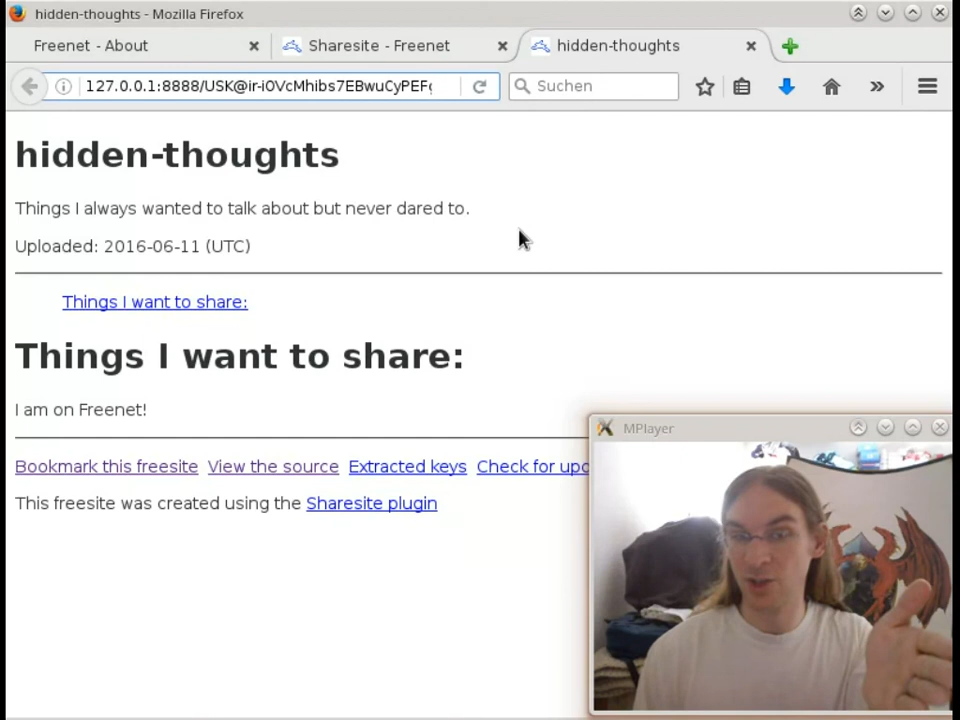 hidden-thoughts - Mozilla Firefox
Freenet - About
Sharesite - Freenet
hidden-thoughts
127.0.0.1:8888/USK@ir-i0VcMhibs7EBwuCyPEF
Suchen
hidden-thoughts
Things I always wanted to talk about but never dared to.
Uploaded: 2016-06-11 (UTC)
Things I want to share:
Things I want to share:
I am on Freenet!
MPlayer
Bookmark this freesite View the source Extracted keys Check for upd
This freesite was created using the Sharesite plugin